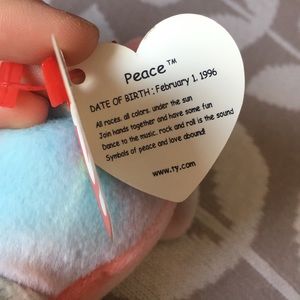 Peace™
DATE OF BIRTH : February 1, 1996
All races, all colors, under the sun
Join hands together and have some fun
Dance to the music, rock and roll is the sound
Symbols of peace and love abound!
www.ty.com